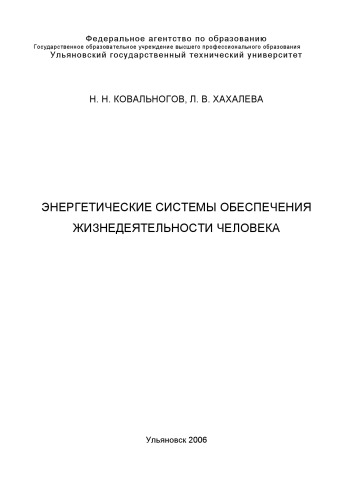 Федеральное агентство по образованию
Государственное образовательное учреждение высшего профессионального образования
Ульяновский государственный технический университет
Н. Н. КОВАЛЬНОГОВ, Л. В. ХАХАЛЕВА
ЭНЕРГЕТИЧЕСКИЕ СИСТЕМЫ ОБЕСПЕЧЕНИЯ
ЖИЗНЕДЕЯТЕЛЬНОСТИ ЧЕЛОВЕКА
Ульяновск 2006